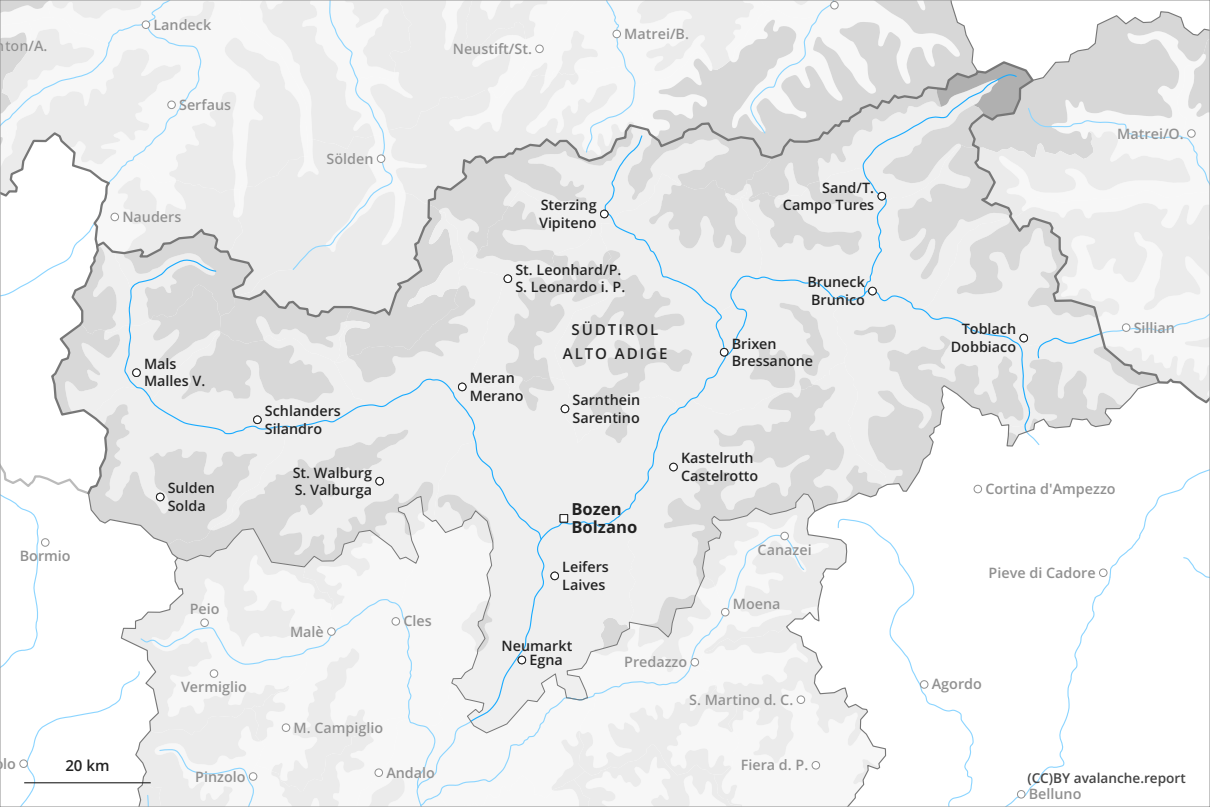 Landeck
Matrei/B.
nton/A.
Neustift/St.
Serfaus
Matrei/O.
Sölden
Sand/T.
Campo Tures
Nauders
Sterzing
Vipiteno
St. Leonhard/P.
S. Leonardo i. P.
Bruneck
Brunico
SÜDTIROL
ALTO ADIGE
Toblach
Dobbiaco
Sillian
Brixen
Bressanone
Mals
Malles V.
Meran
Merano
Sarnthein
Sarentino
Schlanders
Silandro
Kastelruth
Castelrotto
St. Walburg
S. Valburga
Sulden
Solda
Cortina d'Ampezzo
Bozen
Bolzano
Bormio
Canazei
Leifers
Laives
Pieve di Cadore
Peio
Moena
Malè
Cles
Neumarkt
Egna
Predazzo
Vermiglio
Agordo
S. Martino d. C.
M. Campiglio
Fiera d. P.
olo
20 km
Pinzolo
Andalo
(CC)BY avalanche.report
Belluno